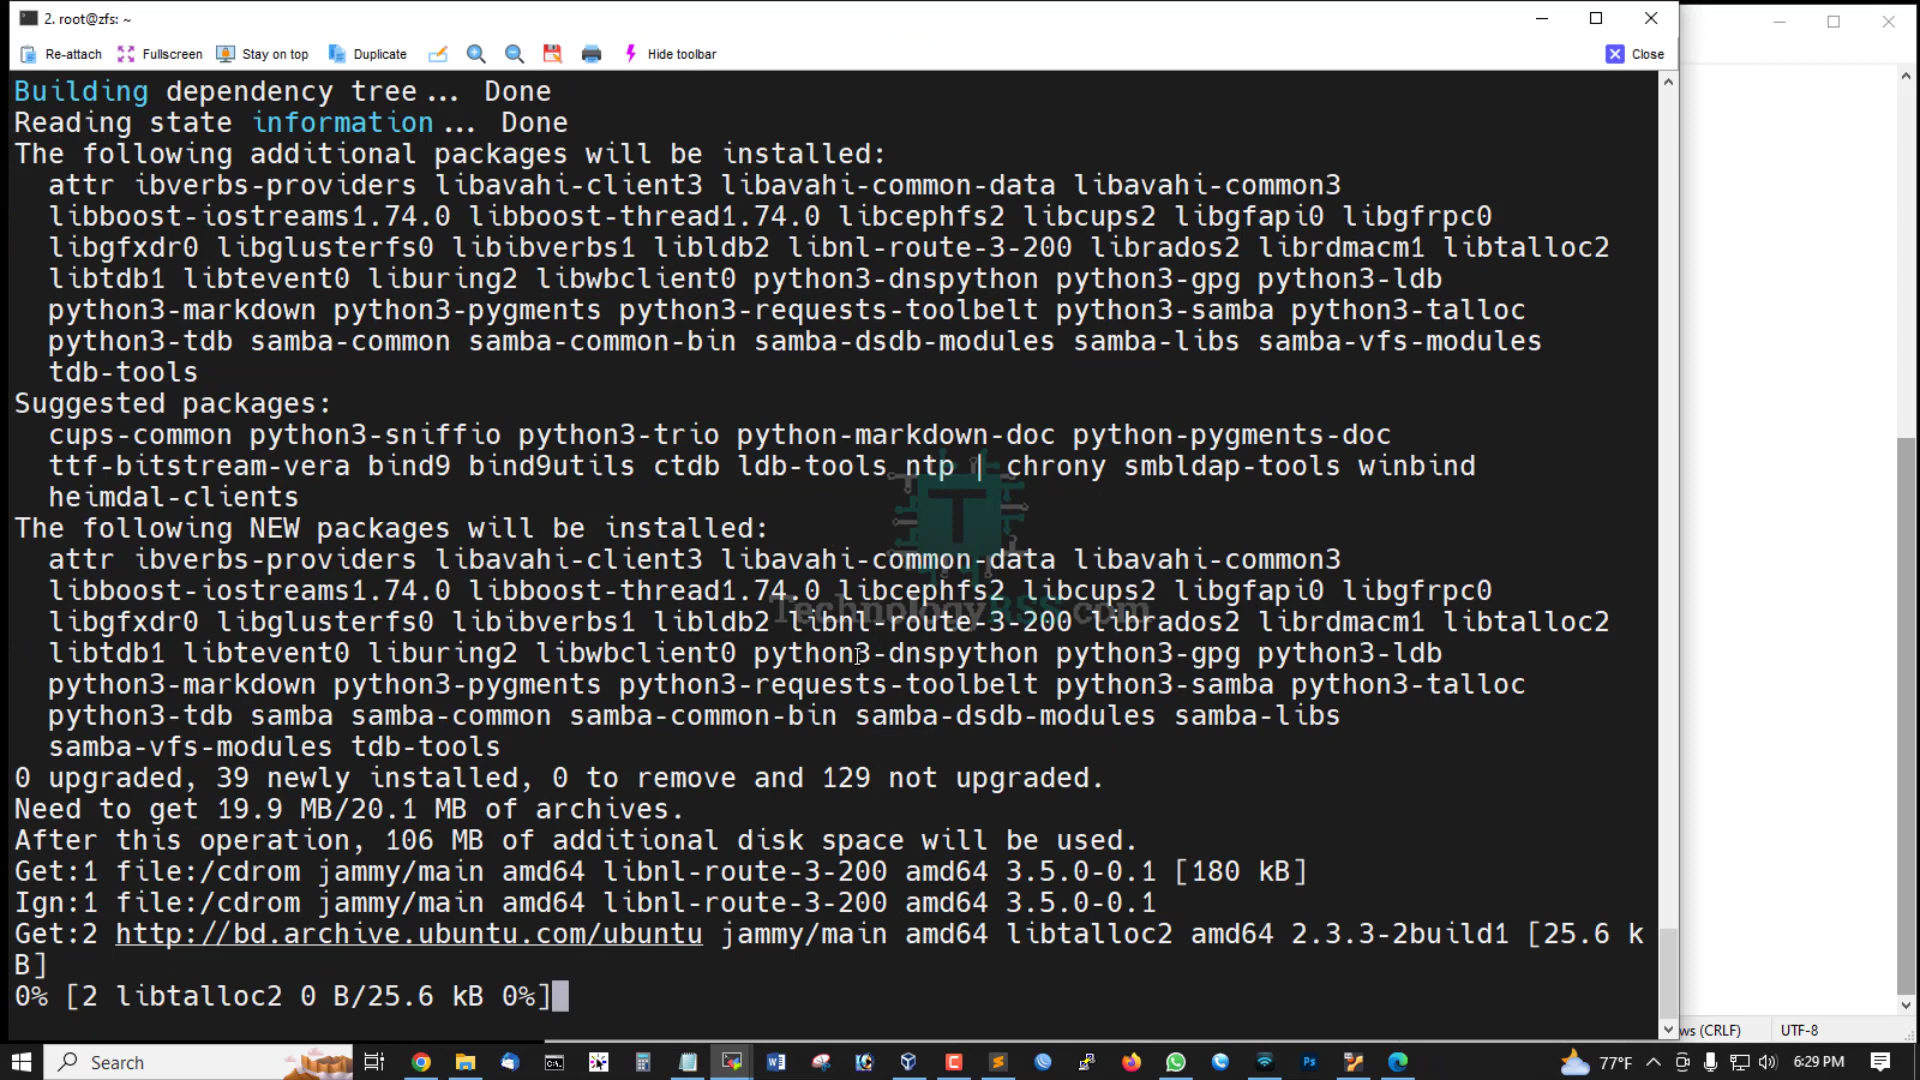 2. root@zfs: ~
Re-attach Fullscreen Stay on top Duplicate Hide toolbar Close
Building dependency tree... Done
Reading state information... Done
The following additional packages will be installed:
attr ibverbs-providers libavahi-client3 libavahi-common-data libavahi-common3
libboost-iostreams1.74.0 libboost-thread1.74.0 libcephfs2 libcups2 libgfapi0 libgfrpc0
libgfxdr0 libglusterfs0 libibverbs1 libldb2 libnl-route-3-200 librados2 librdmacm1 libtalloc2
libtdb1 libtevent0 liburing2 libwbclient0 python3-dnspython python3-gpg python3-ldb
python3-markdown python3-pygments python3-requests-toolbelt python3-samba python3-talloc
python3-tdb samba-common samba-common-bin samba-dsdb-modules samba-libs samba-vfs-modules
tdb-tools
Suggested packages:
cups-common python3-sniffio python3-trio python-markdown-doc python-pygments-doc
ttf-bitstream-vera bind9 bind9utils ctdb ldb-tools ntp | chrony smbldap-tools winbind
heimdal-clients
The following NEW packages will be installed:
attr ibverbs-providers libavahi-client3 libavahi-common-data libavahi-common3
libboost-iostreams1.74.0 libboost-thread1.74.0 libcephfs2 libcups2 libgfapi0 libgfrpc0
TechnologyRSS.com
libgfxdr0 libglusterfs0 libibverbs1 libldb2 libnl-route-3-200 librados2 librdmacm1 libtalloc2
libtdb1 libtevent0 liburing2 libwbclient0 python3-dnspython python3-gpg python3-ldb
python3-markdown python3-pygments python3-requests-toolbelt python3-samba python3-talloc
python3-tdb samba samba-common samba-common-bin samba-dsdb-modules samba-libs
samba-vfs-modules tdb-tools
0 upgraded, 39 newly installed, 0 to remove and 129 not upgraded.
Need to get 19.9 MB/20.1 MB of archives.
After this operation, 106 MB of additional disk space will be used.
Get:1 file:/cdrom jammy/main amd64 libnl-route-3-200 amd64 3.5.0-0.1 [180 kB]
Ign:1 file:/cdrom jammy/main amd64 libnl-route-3-200 amd64 3.5.0-0.1
Get:2 http://bd.archive.ubuntu.com/ubuntu jammy/main amd64 libtalloc2 amd64 2.3.3-2build1 [25.6 k
B]
0% [2 libtalloc2 0 B/25.6 kB 0%]
ws (CRLF) UTF-8
Search 77°F 6:29 PM